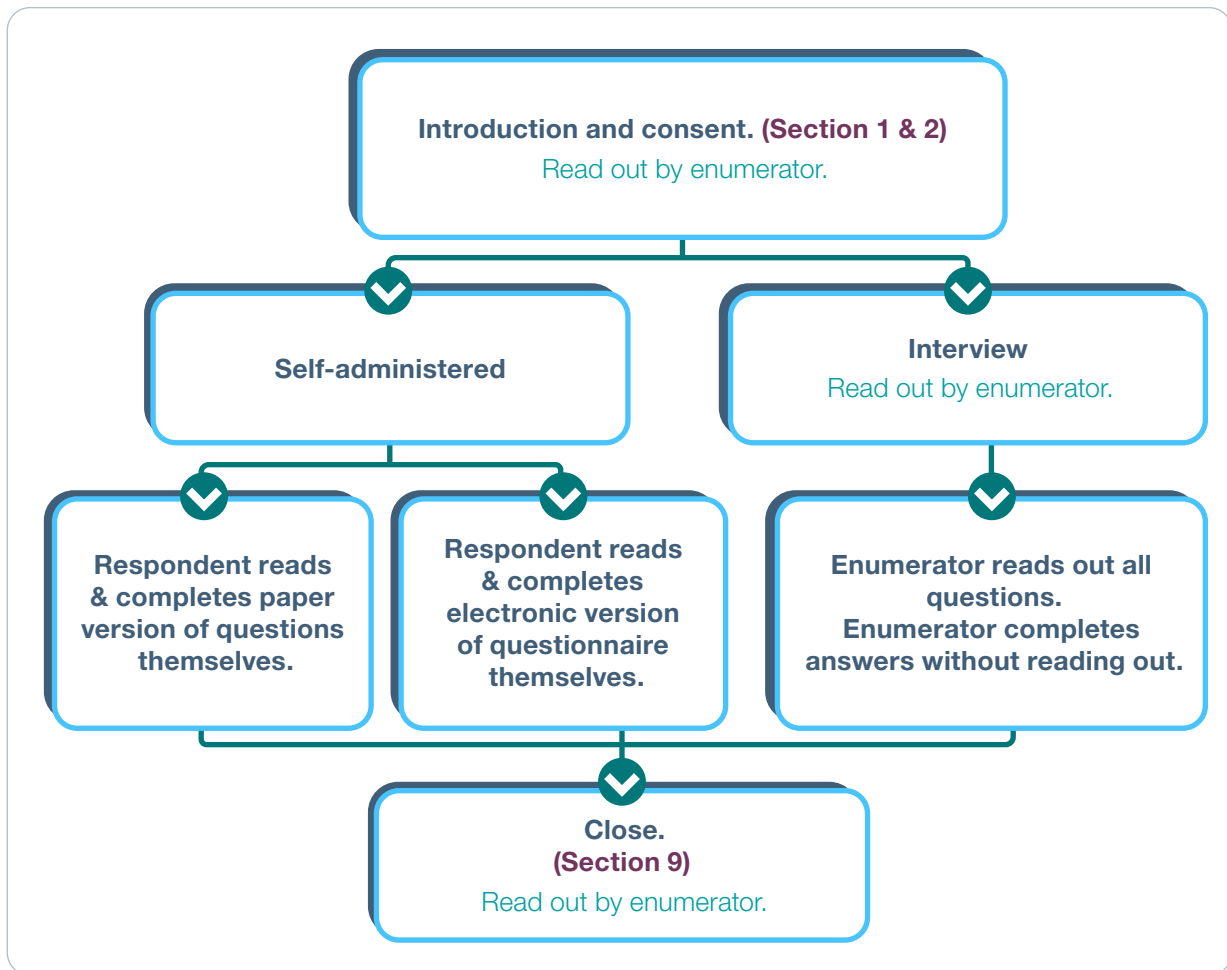 Introduction and consent. (Section 1 & 2)
Read out by enumerator.
Self-administered
Interview
Read out by enumerator.
Respondent reads
& completes paper
version of questions
themselves.
Respondent reads
& completes
electronic version
of questionnaire
themselves.
Enumerator reads out all
questions.
Enumerator completes
answers without reading out.
Close.
(Section 9)
Read out by enumerator.